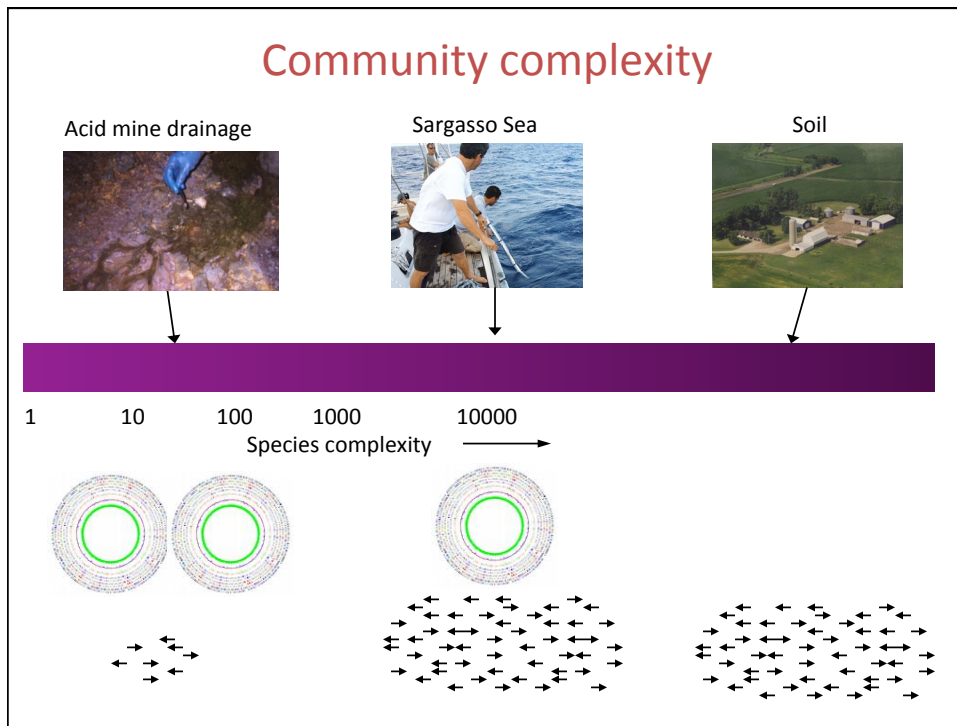 Community complexity
Acid mine drainage
Sargasso Sea
Soil
1 10 100 1000 10000
Species complexity